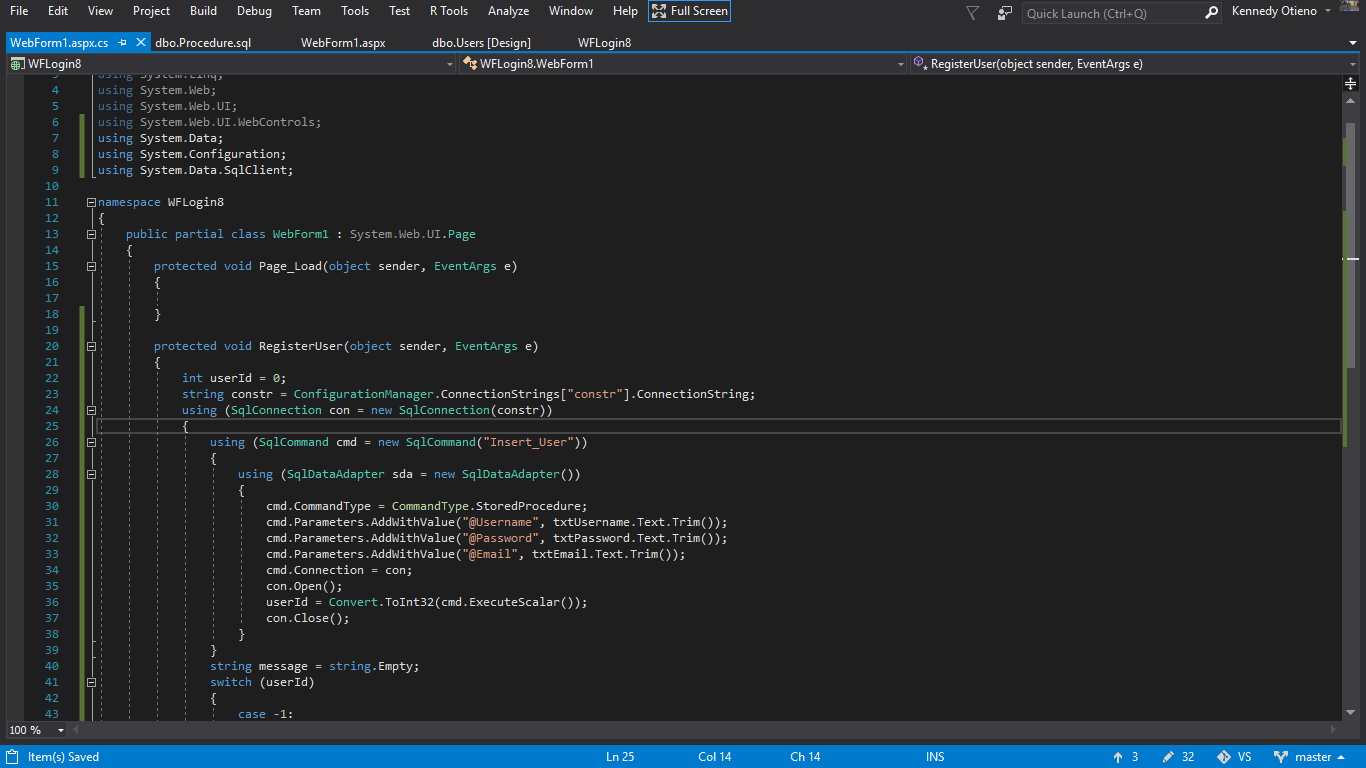 File Edit View Project Build Debug Team Tools Test R Tools Analyze Window Help Full Screen Quick Launch (Ctrl+Q) Kennedy Otieno
WebForm1.aspx.cs dbo.Procedure.sql WebForm1.aspx dbo.Users [Design] WFLogin8
WFLogin8 WFLogin8.WebForm1 RegisterUser(object sender, EventArgs e)
3 using System.Linq;
4 using System.Web;
5 using System.Web.UI;
6 using System.Web.UI.WebControls;
7 using System.Data;
8 using System.Configuration;
9 using System.Data.SqlClient;
10
11 namespace WFLogin8
12 {
13 public partial class WebForm1 : System.Web.UI.Page
14 {
15 protected void Page_Load(object sender, EventArgs e)
16 {
17
18 }
19
20 protected void RegisterUser(object sender, EventArgs e)
21 {
22 int userId = 0;
23 string constr = ConfigurationManager.ConnectionStrings["constr"].ConnectionString;
24 using (SqlConnection con = new SqlConnection(constr))
25 {
26 using (SqlCommand cmd = new SqlCommand("Insert_User"))
27 {
28 using (SqlDataAdapter sda = new SqlDataAdapter())
29 {
30 cmd.CommandType = CommandType.StoredProcedure;
31 cmd.Parameters.AddWithValue("@Username", txtUsername.Text.Trim());
32 cmd.Parameters.AddWithValue("@Password", txtPassword.Text.Trim());
33 cmd.Parameters.AddWithValue("@Email", txtEmail.Text.Trim());
34 cmd.Connection = con;
35 con.Open();
36 userId = Convert.ToInt32(cmd.ExecuteScalar());
37 con.Close();
38 }
39 }
40 string message = string.Empty;
41 switch (userId)
42 {
43 case -1:
100 %
Item(s) Saved Ln 25 Col 14 Ch 14 INS 3 32 VS master